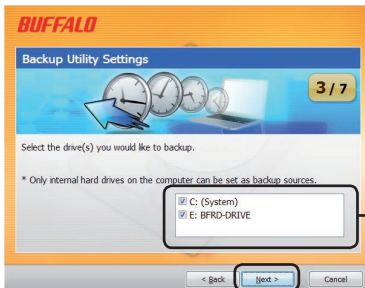 BUFFALO
Backup Utility Settings
3 / 7
Select the drive(s) you would like to backup.
* Only internal hard drives on the computer can be set as backup sources.
C: (System)
E: BFRD-DRIVE
< Back
Next >
Cancel